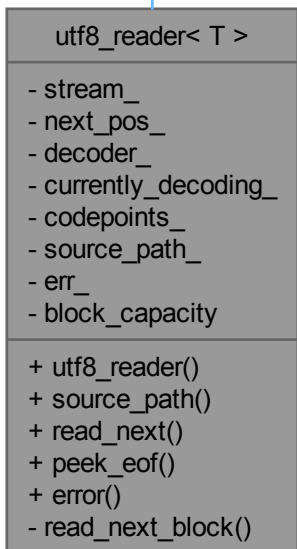 utf8_reader< T >
- stream_
- next_pos_
- decoder_
- currently_decoding_
- codepoints_
- source_path_
- err_
- block_capacity
+ utf8_reader()
+ source_path()
+ read_next()
+ peek_eof()
+ error()
- read_next_block()